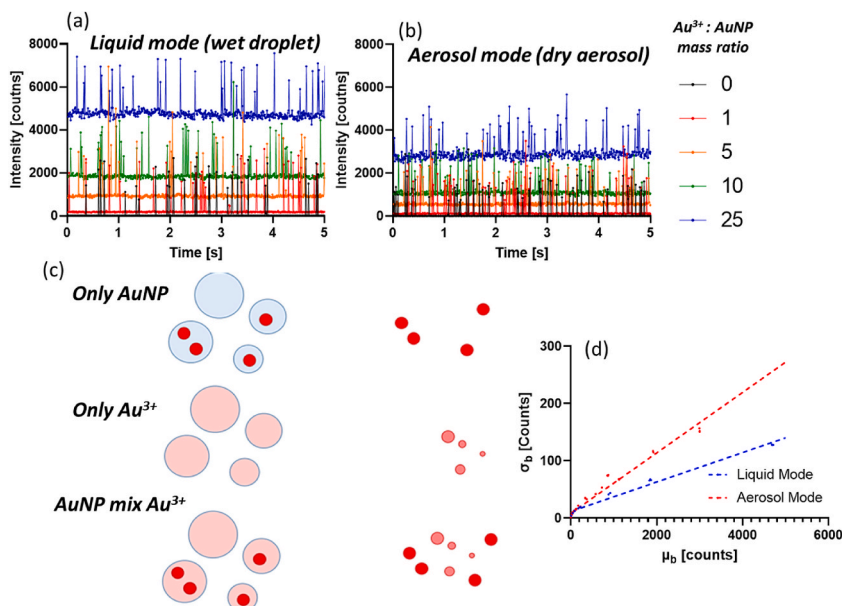 (a)
Liquid mode (wet droplet)
Intensity [coutns]
8000
6000
4000
2000
0
0 1 2 3 4 5
Time [s]
(b)
Aerosol mode (dry aerosol)
Intensity [counts]
8000
6000
4000
2000
0
0 1 2 3 4 5
Time [s]
Au³⁺ : AuNP
mass ratio
0
1
5
10
25
(c)
Only AuNP
Only Au³⁺
AuNP mix Au³⁺
(d)
σb [Counts]
300
200
100
0
0 2000 4000 6000
μb [counts]
Liquid Mode
Aerosol Mode